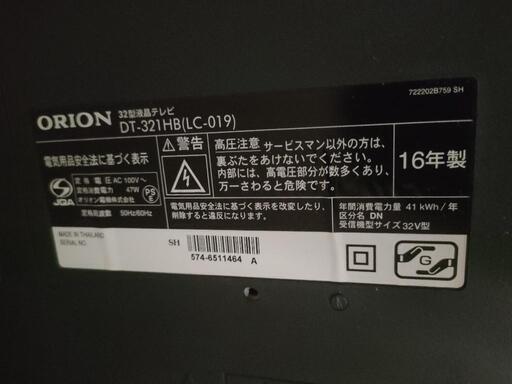 722202B759 SH
ORION 32型液晶テレビ
DT-321HB(LC-019)
電気用品安全法に基づく表示
JQA
定格電圧 AC 100V〜
定格消費電力 47W
オリオン電機株式会社
定格周波数 50Hz/60Hz
PSE
警告
高圧注意 サービスマン以外の方は、
裏ぶたをあけないでください。
内部には、高電圧部分が数多くあり、
万一さわると危険です。
電気用品安全法に基づく表示を改変したり、
削除すると違反になります。
16年製
年間消費電力量 41 kWh/年
区分名 DN
受信機型サイズ 32V型
MADE IN THAILAND
SERIAL NO.
SH
574-6511464 A
G